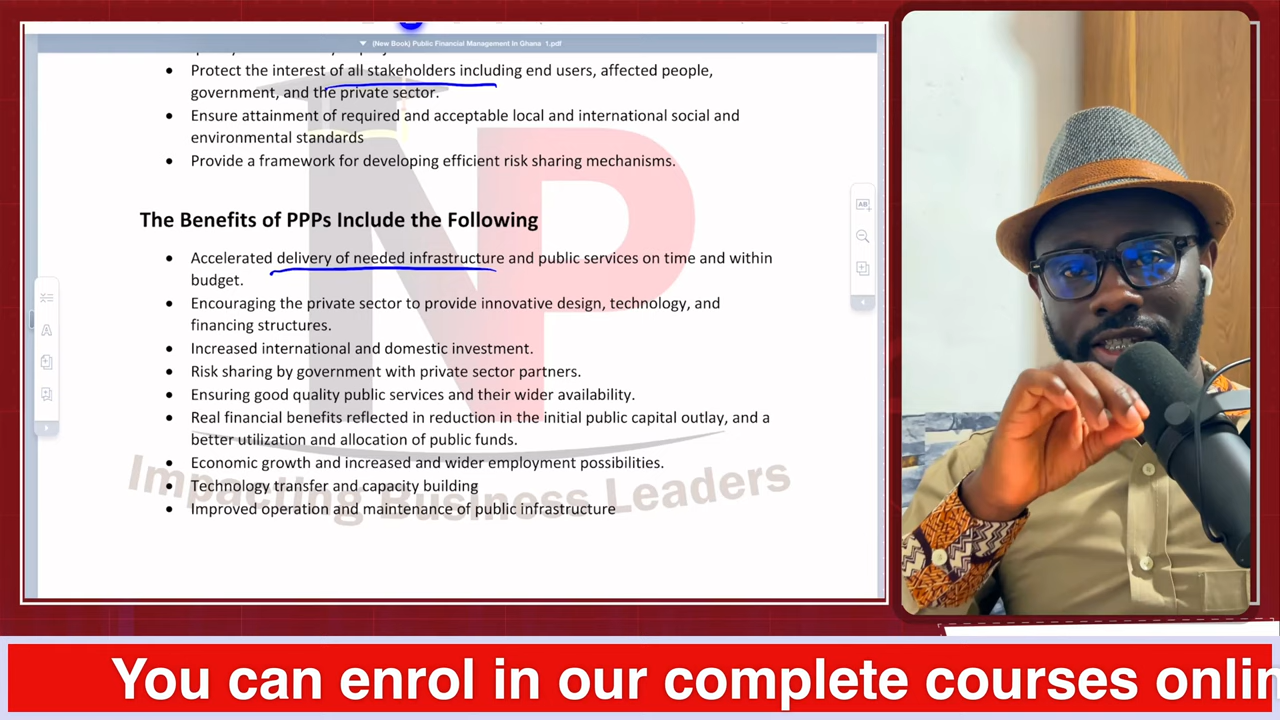 (New Book) Public Financial Management In Ghana 1.pdf
• Protect the interest of all stakeholders including end users, affected people,
government, and the private sector.
• Ensure attainment of required and acceptable local and international social and
environmental standards
• Provide a framework for developing efficient risk sharing mechanisms.
The Benefits of PPPs Include the Following
• Accelerated delivery of needed infrastructure and public services on time and within
budget.
• Encouraging the private sector to provide innovative design, technology, and
financing structures.
• Increased international and domestic investment.
• Risk sharing by government with private sector partners.
• Ensuring good quality public services and their wider availability.
• Real financial benefits reflected in reduction in the initial public capital outlay, and a
better utilization and allocation of public funds.
• Economic growth and increased and wider employment possibilities.
• Technology transfer and capacity building
• Improved operation and maintenance of public infrastructure
NP
Impacting Business Leaders
AB
A
You can enrol in our complete courses onlin